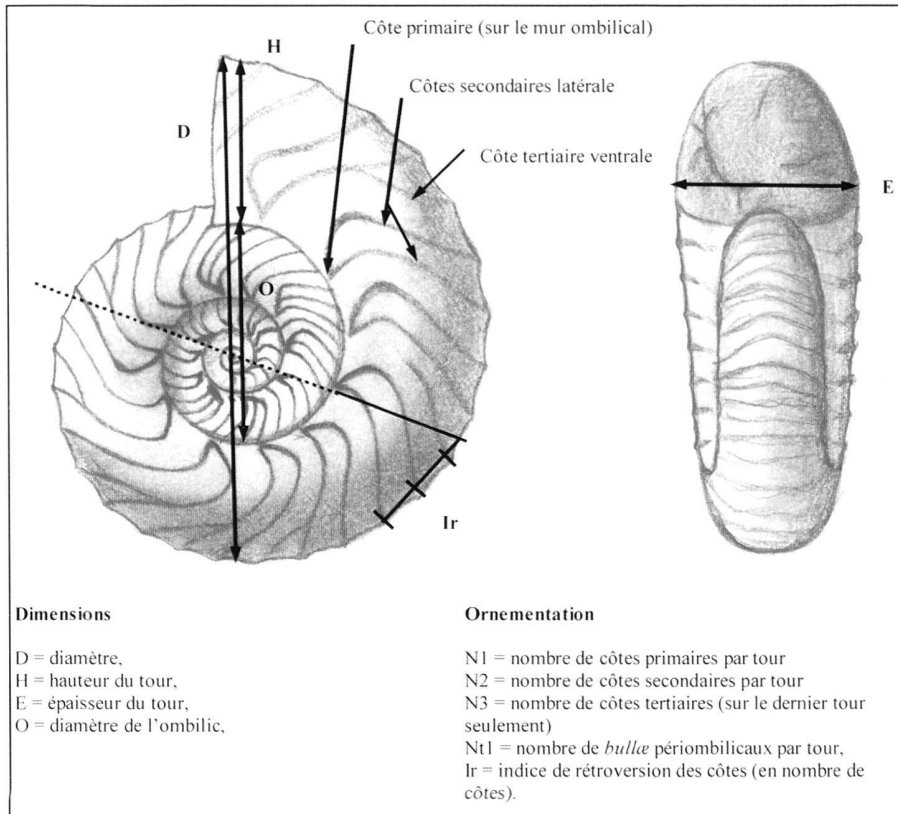 Côte primaire (sur le mur ombilical)
H
Côtes secondaires latérale
D
Côte tertiaire ventrale
E
O
Ir
Dimensions
D = diamètre,
H = hauteur du tour,
E = épaisseur du tour,
O = diamètre de l'ombilic,
Ornementation
N1 = nombre de côtes primaires par tour
N2 = nombre de côtes secondaires par tour
N3 = nombre de côtes tertiaires (sur le dernier tour
seulement)
Nt1 = nombre de bullæ périombilicaux par tour,
Ir = indice de rétroversion des côtes (en nombre de
côtes).